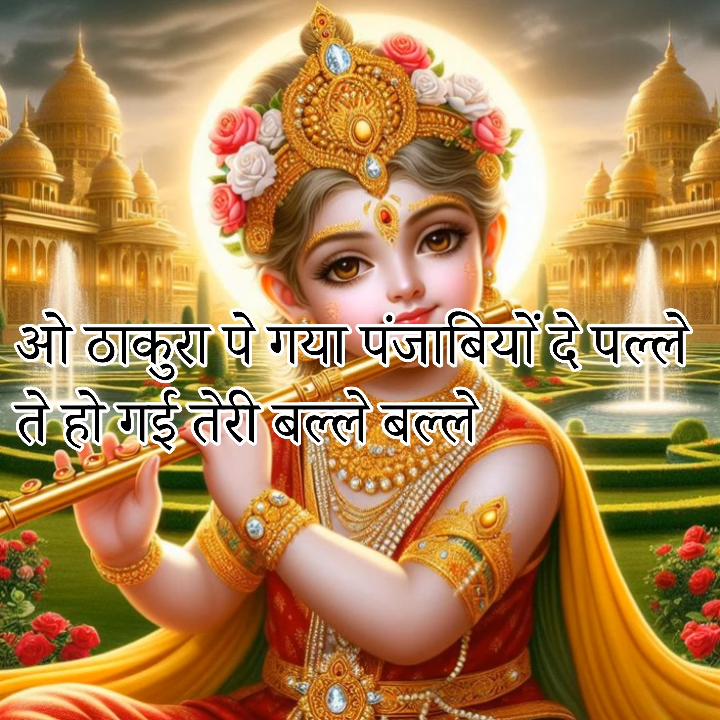 ओ ठाकुरा पे गया पंजाबियों दे पल्ले
ते हो गई तेरी बल्ले बल्ले